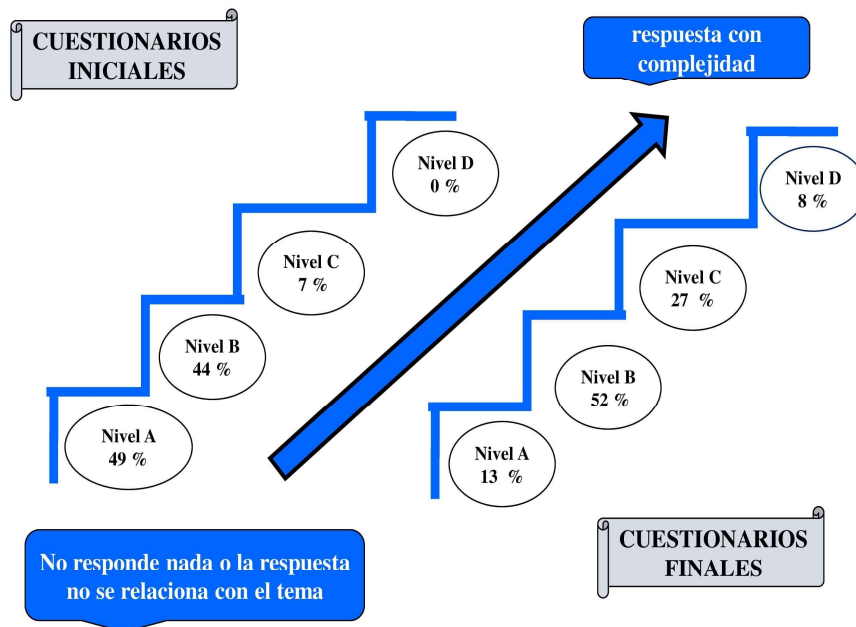 CUESTIONARIOS
INICIALES
respuesta con
complejidad
Nivel D
0 %
Nivel C
7 %
Nivel B
44 %
Nivel A
49 %
Nivel D
8 %
Nivel C
27 %
Nivel B
52 %
Nivel A
13 %
No responde nada o la respuesta
no se relaciona con el tema
CUESTIONARIOS
FINALES